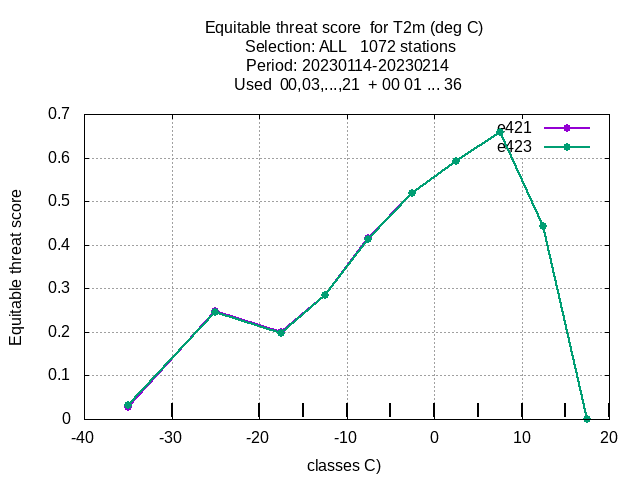 Equitable threat score  for T2m (deg C)
Selection: ALL   1072 stations
Period: 20230114-20230214
Used  00,03,...,21  + 00 01 ... 36
Equitable threat score
0.7
0.6
0.5
0.4
0.3
0.2
0.1
0
e421
e423
-40 -30 -20 -10 0 10 20
classes C)